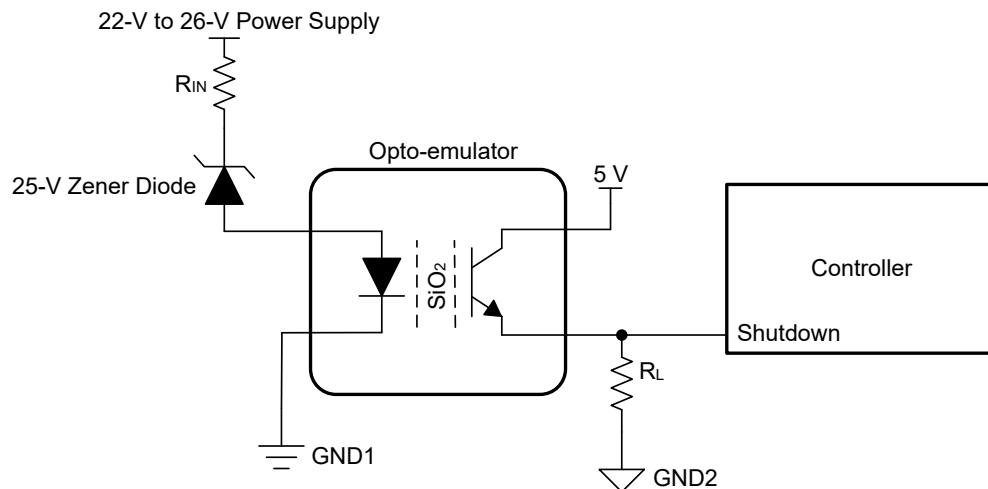 22-V to 26-V Power Supply
RIN
Opto-emulator
25-V Zener Diode
5 V
SiO₂
Controller
Shutdown
RL
GND1
GND2